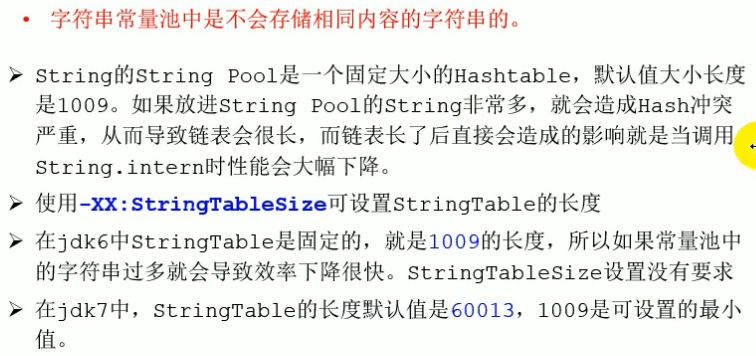 • 字符串常量池中是不会存储相同内容的字符串的。
➢ String的String Pool是一个固定大小的Hashtable，默认值大小长度
是1009。如果放进String Pool的String非常多，就会造成Hash冲突
严重，从而导致链表会很长，而链表长了后直接会造成的影响就是当调用
String.intern时性能会大幅下降。
➢ 使用-XX:StringTableSize可设置StringTable的长度
➢ 在jdk6中StringTable是固定的，就是1009的长度，所以如果常量池中
的字符串过多就会导致效率下降很快。StringTableSize设置没有要求
➢ 在jdk7中，StringTable的长度默认值是60013，1009是可设置的最小
值。